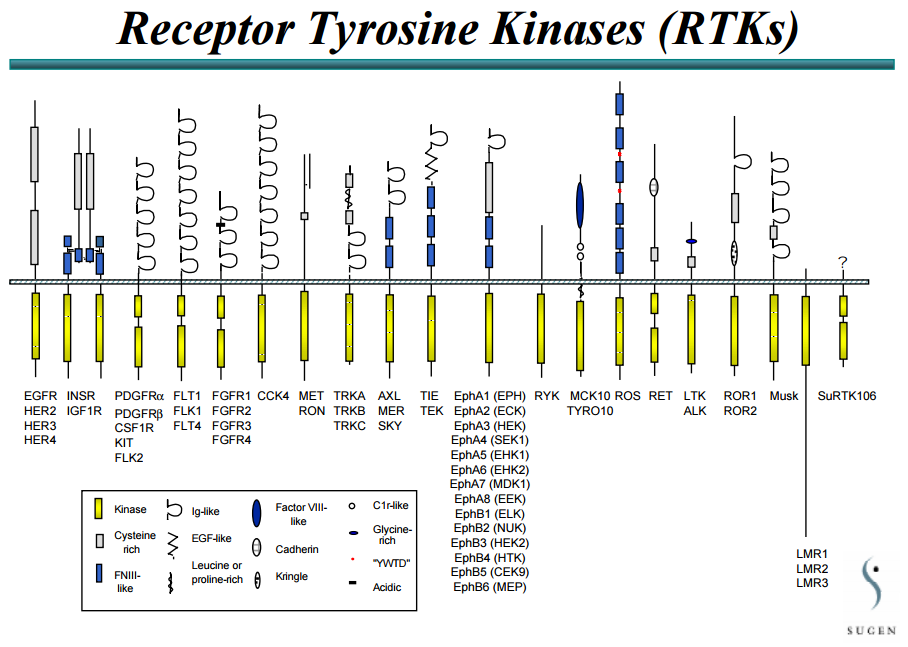 Receptor Tyrosine Kinases (RTKs)
?
EGFR
HER2
HER3
HER4
INSR
IGF1R
PDGFRα
PDGFRβ
CSF1R
KIT
FLK2
FLT1
FLK1
FLT4
FGFR1
FGFR2
FGFR3
FGFR4
CCK4
MET
RON
TRKA
TRKB
TRKC
AXL
MER
SKY
TIE
TEK
EphA1 (EPH)
EphA2 (ECK)
EphA3 (HEK)
EphA4 (SEK1)
EphA5 (EHK1)
EphA6 (EHK2)
EphA7 (MDK1)
EphA8 (EEK)
EphB1 (ELK)
EphB2 (NUK)
EphB3 (HEK2)
EphB4 (HTK)
EphB5 (CEK9)
EphB6 (MEP)
RYK
MCK10
TYRO10
ROS
RET
LTK
ALK
ROR1
ROR2
Musk
LMR1
LMR2
LMR3
SuRTK106
Kinase
Cysteine
rich
FNIII-
like
Ig-like
EGF-like
Leucine or
proline-rich
Factor VIII-
like
Cadherin
Kringle
C1r-like
Glycine-
rich
"YWTD"
Acidic
SUGEN